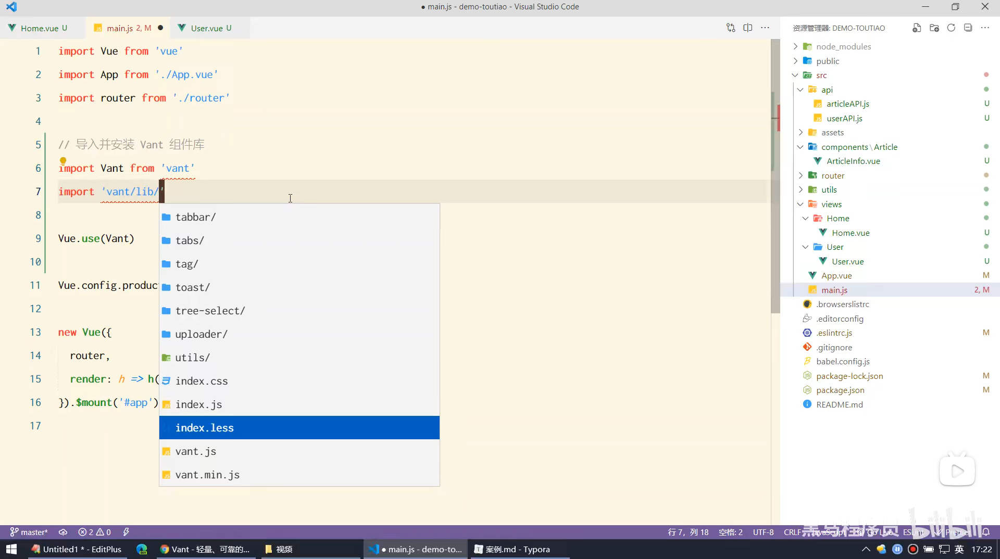 ● main.js - demo-toutiao - Visual Studio Code
Home.vue U
main.js 2, M ●
User.vue U
1 import Vue from 'vue'
2 import App from './App.vue'
3 import router from './router'
4
5 // 导入并安装 Vant 组件库
6 import Vant from 'vant'
7 import 'vant/lib/'
8
9 Vue.use(Vant)
10
11 Vue.config.produc
12
13 new Vue({
14 router,
15 render: h => h(
16 }).$mount('#app')
17
tabbar/
tabs/
tag/
toast/
tree-select/
uploader/
utils/
index.css
index.js
index.less
vant.js
vant.min.js
资源管理器: DEMO-TOUTIAO
node_modules
public
src
api
articleAPI.js U
userAPI.js U
assets
components\Article
ArticleInfo.vue U
router
utils
views
Home
Home.vue U
User
User.vue U
App.vue M
main.js 2, M
.browserslistrc
.editorconfig
.eslintrc.js M
.gitignore
babel.config.js
package-lock.json M
package.json M
README.md
master* 2 0
行 7，列 18 空格: 2 UTF-8 CRLF JavaScript Go Live ESLint Prettier
黑马程序员 bilibili
Untitled1 * - EditPlus
Vant - 轻量、可靠的...
视频
● main.js - demo-to...
案例.md - Typora
英 17:22